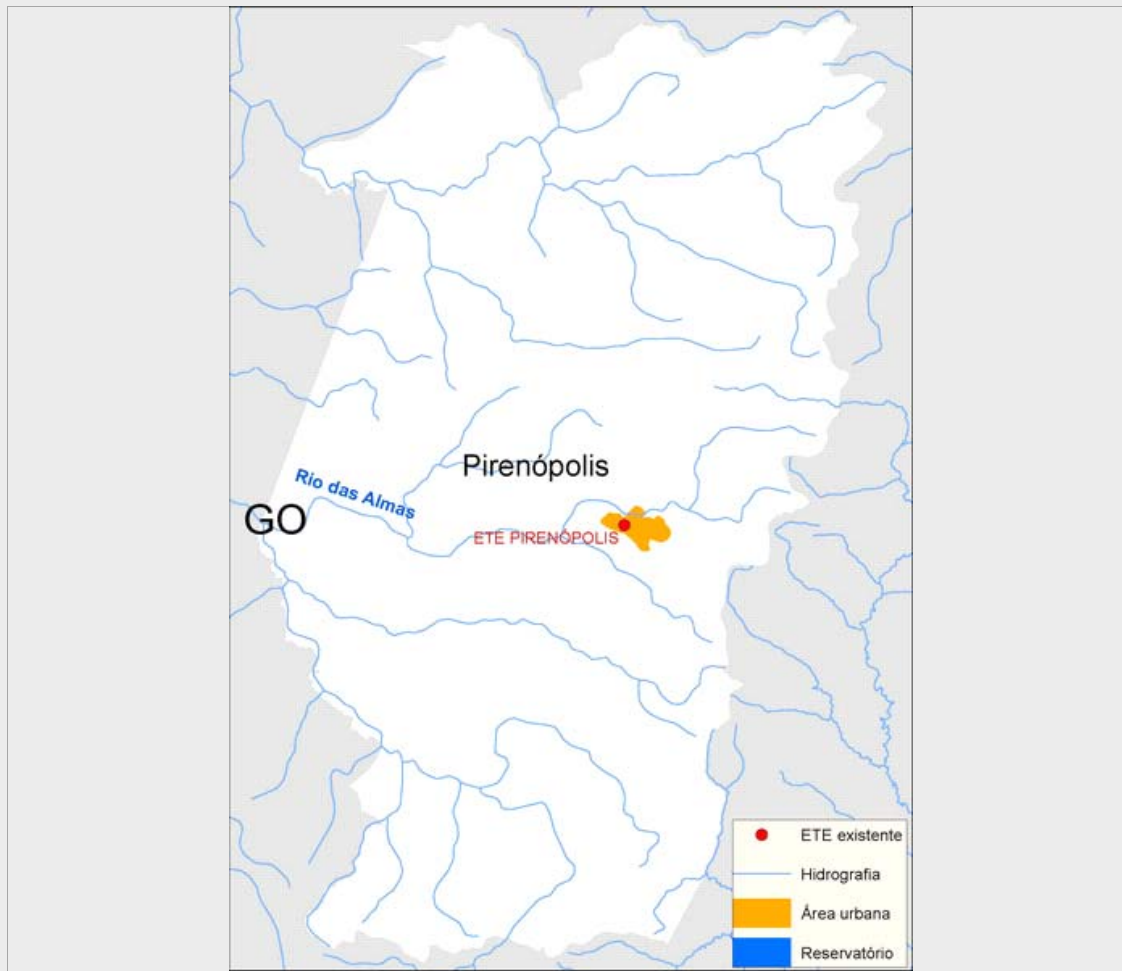 Pirenópolis
Rio das Almas
GO
ETE PIRENÓPOLIS
ETE existente
Hidrografia
Área urbana
Reservatório